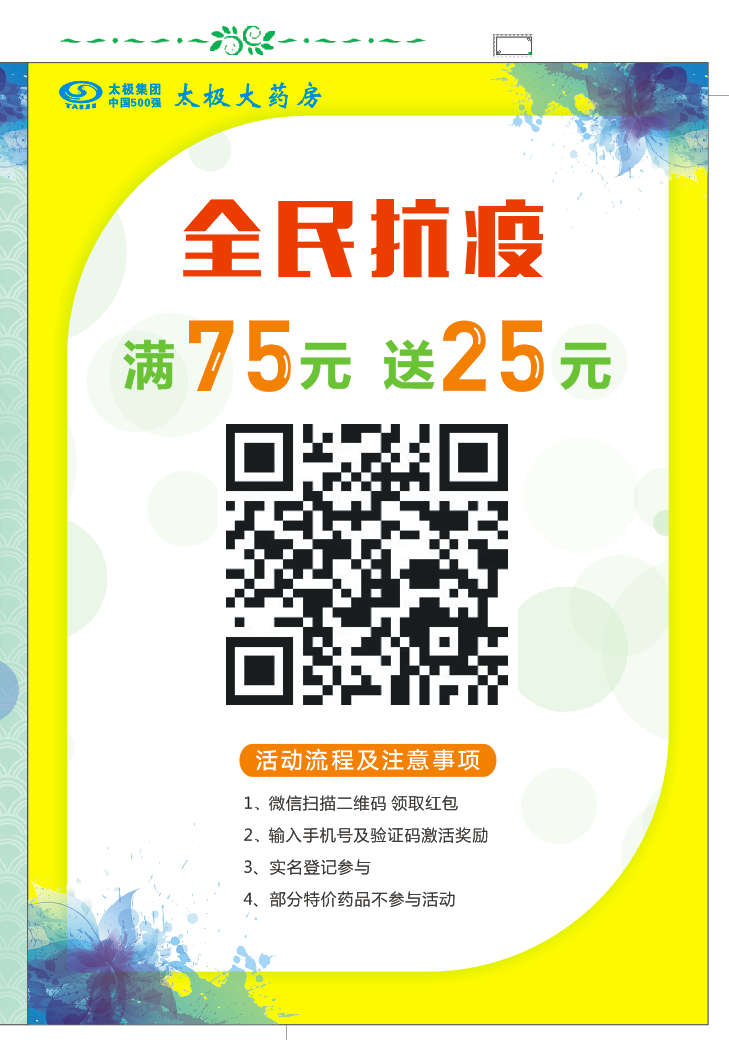 太极集团
中国500强
TAIJI
太极大药房
全民抗疫
满75元 送25元
活动流程及注意事项
1、微信扫描二维码 领取红包
2、输入手机号及验证码激活奖励
3、实名登记参与
4、部分特价药品不参与活动